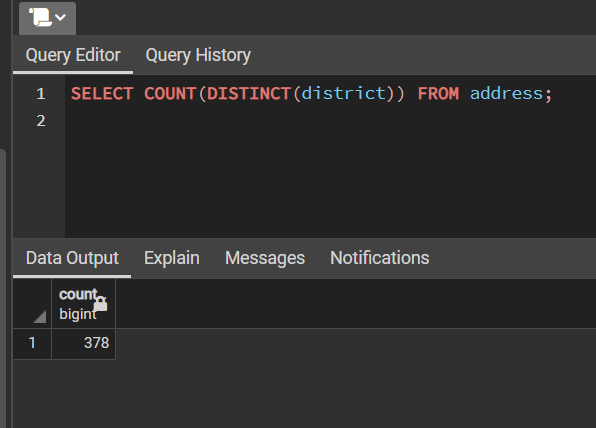 Query Editor Query History
1 SELECT COUNT(DISTINCT(district)) FROM address;
2
Data Output Explain Messages Notifications
count
bigint
1 378